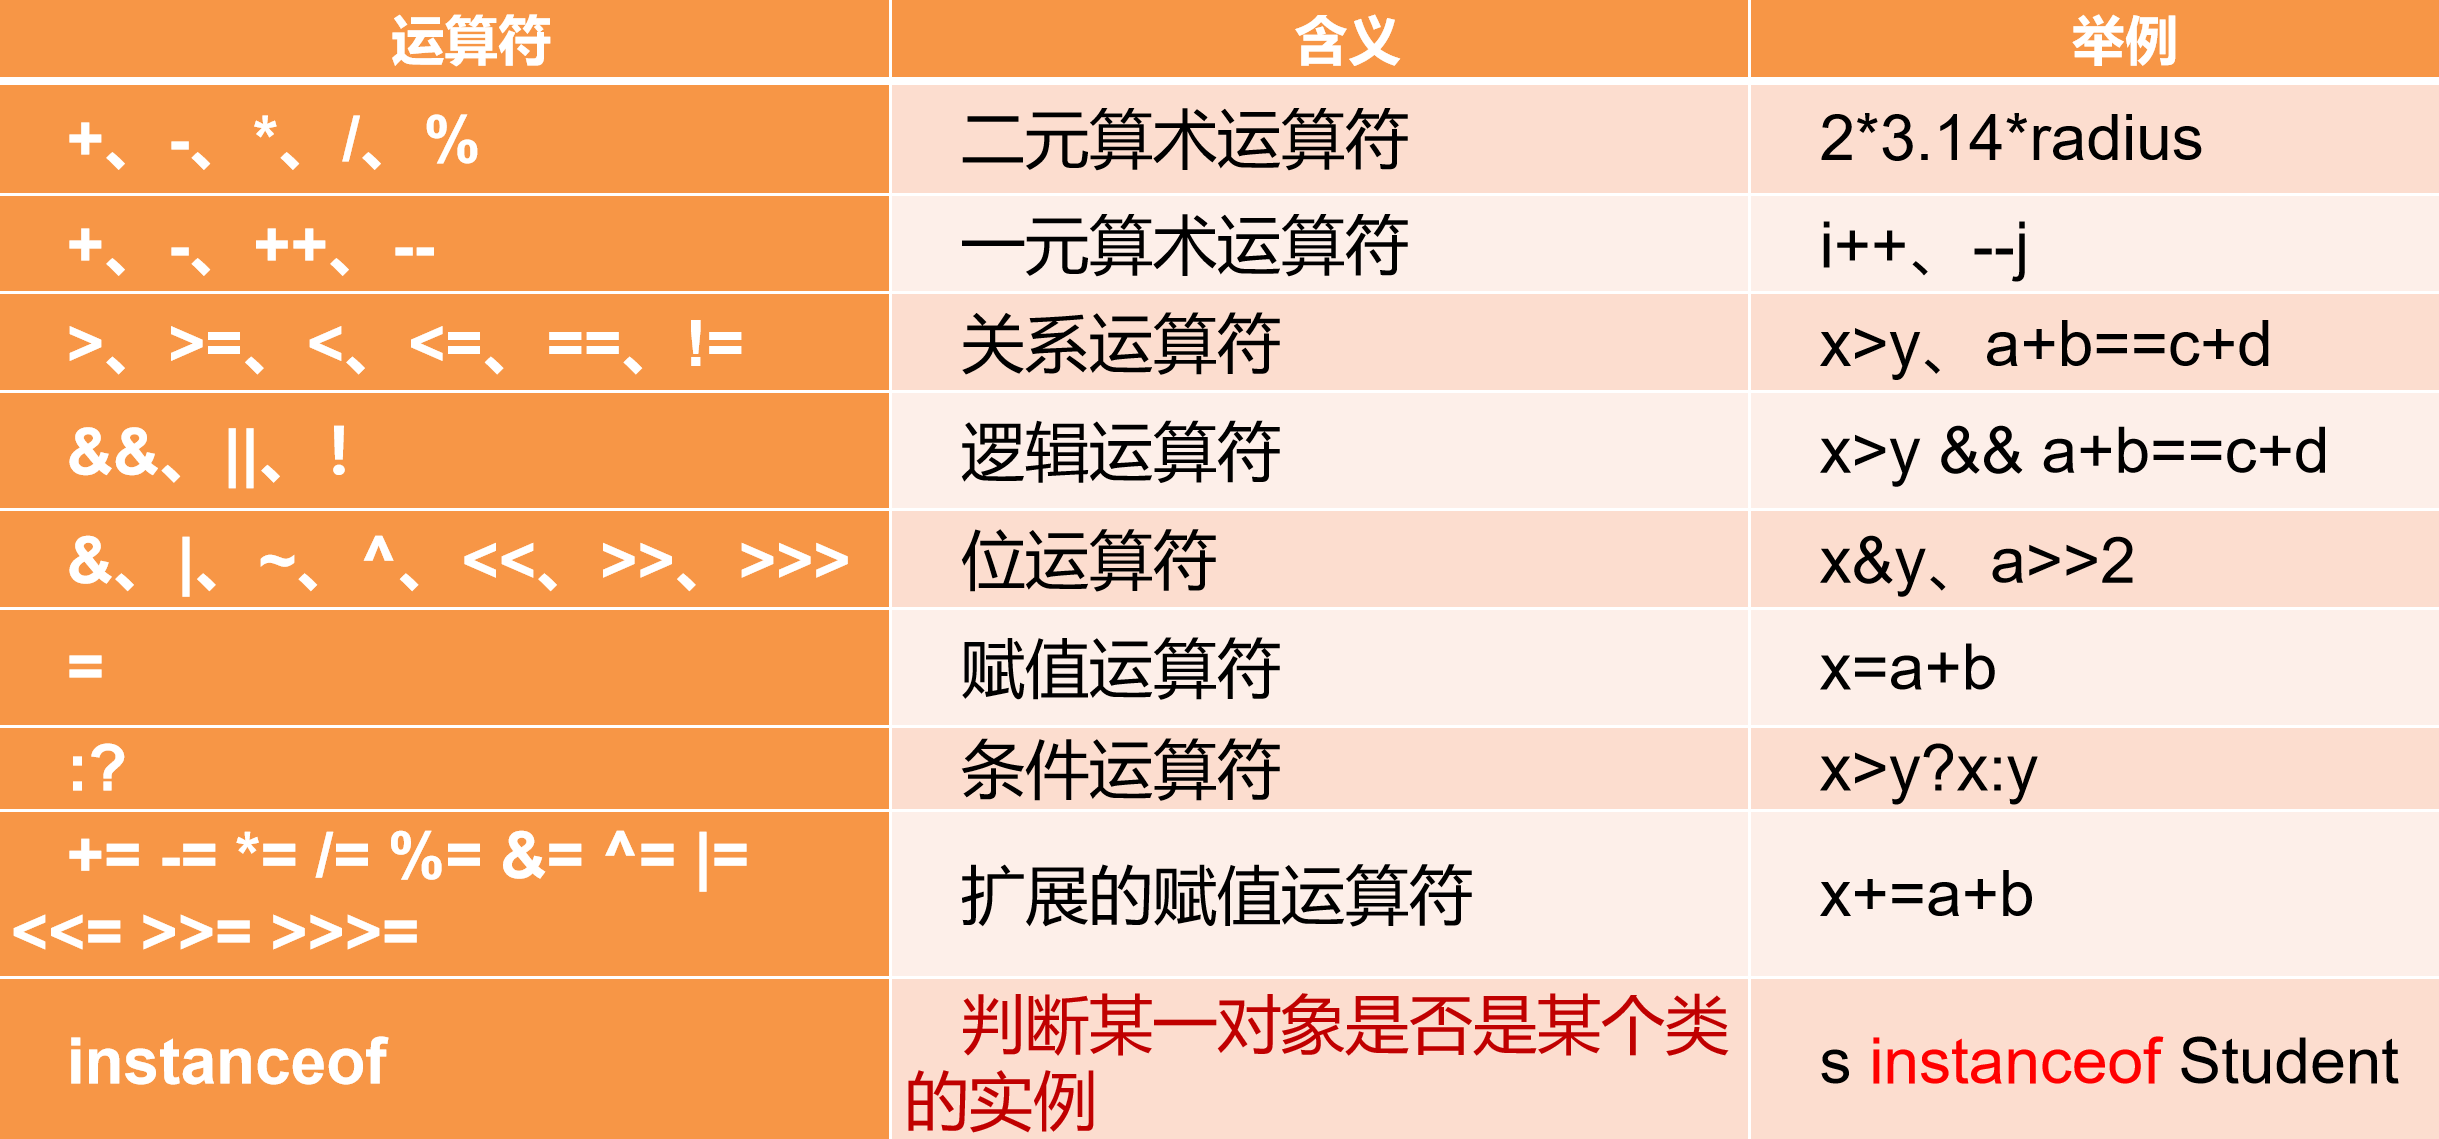 运算符 含义 举例
+、-、*、/、% 二元算术运算符 2*3.14*radius
+、-、++、-- 一元算术运算符 i++、--j
>、>=、<、<=、==、!= 关系运算符 x>y、a+b==c+d
&&、||、! 逻辑运算符 x>y && a+b==c+d
&、|、~、^、<<、>>、>>> 位运算符 x&y、a>>2
= 赋值运算符 x=a+b
:? 条件运算符 x>y?x:y
+= -= *= /= %= &= ^= |=
<<= >>= >>>=
扩展的赋值运算符
x+=a+b
instanceof
判断某一对象是否是某个类
的实例
s instanceof Student